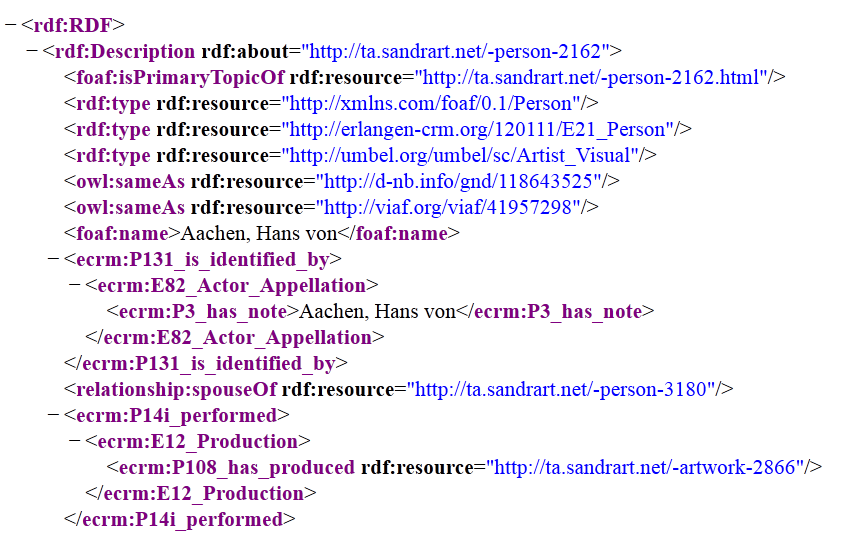 − <rdf:RDF>
− <rdf:Description rdf:about="http://ta.sandrart.net/-person-2162">
<foaf:isPrimaryTopicOf rdf:resource="http://ta.sandrart.net/-person-2162.html"/>
<rdf:type rdf:resource="http://xmlns.com/foaf/0.1/Person"/>
<rdf:type rdf:resource="http://erlangen-crm.org/120111/E21_Person"/>
<rdf:type rdf:resource="http://umbel.org/umbel/sc/Artist_Visual"/>
<owl:sameAs rdf:resource="http://d-nb.info/gnd/118643525"/>
<owl:sameAs rdf:resource="http://viaf.org/viaf/41957298"/>
<foaf:name>Aachen, Hans von</foaf:name>
− <ecrm:P131_is_identified_by>
− <ecrm:E82_Actor_Appellation>
<ecrm:P3_has_note>Aachen, Hans von</ecrm:P3_has_note>
</ecrm:E82_Actor_Appellation>
</ecrm:P131_is_identified_by>
<relationship:spouseOf rdf:resource="http://ta.sandrart.net/-person-3180"/>
− <ecrm:P14i_performed>
− <ecrm:E12_Production>
<ecrm:P108_has_produced rdf:resource="http://ta.sandrart.net/-artwork-2866"/>
</ecrm:E12_Production>
</ecrm:P14i_performed>